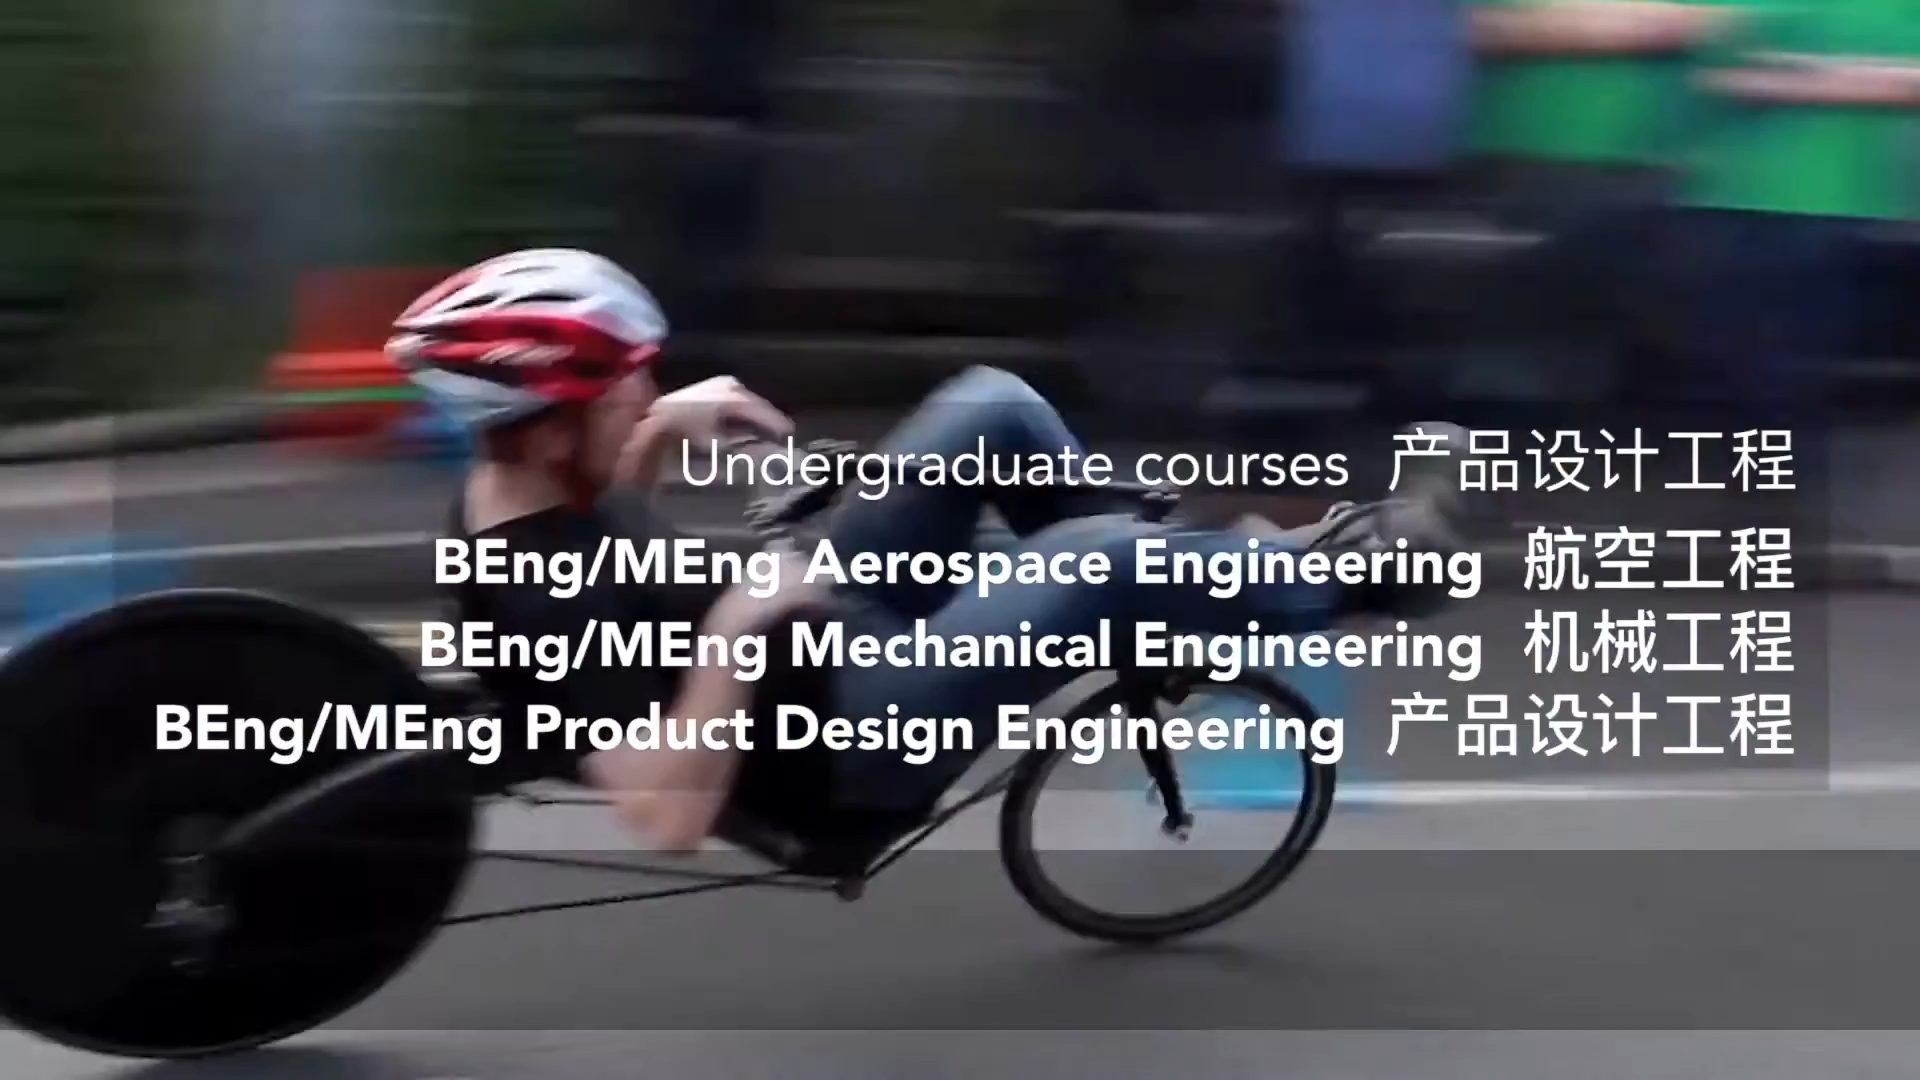 Undergraduate courses 产品设计工程
BEng/MEng Aerospace Engineering 航空工程
BEng/MEng Mechanical Engineering 机械工程
BEng/MEng Product Design Engineering 产品设计工程